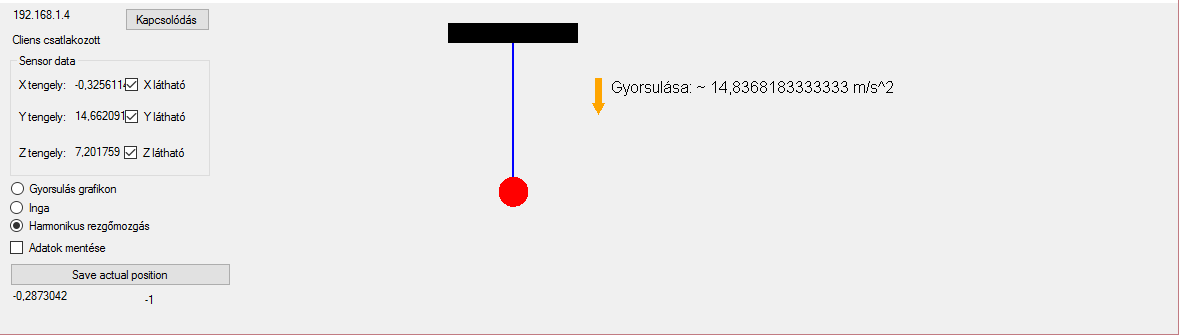 192.168.1.4 Kapcsolódás
Cliens csatlakozott
Sensor data
X tengely: -0,3256114 X látható
Y tengely: 14,662091 Y látható
Z tengely: 7,201759 Z látható
Gyorsulás grafikon
Inga
Harmonikus rezgőmozgás
Adatok mentése
Save actual position
-0,2873042 -1
Gyorsulása: ~ 14,8368183333333 m/s^2